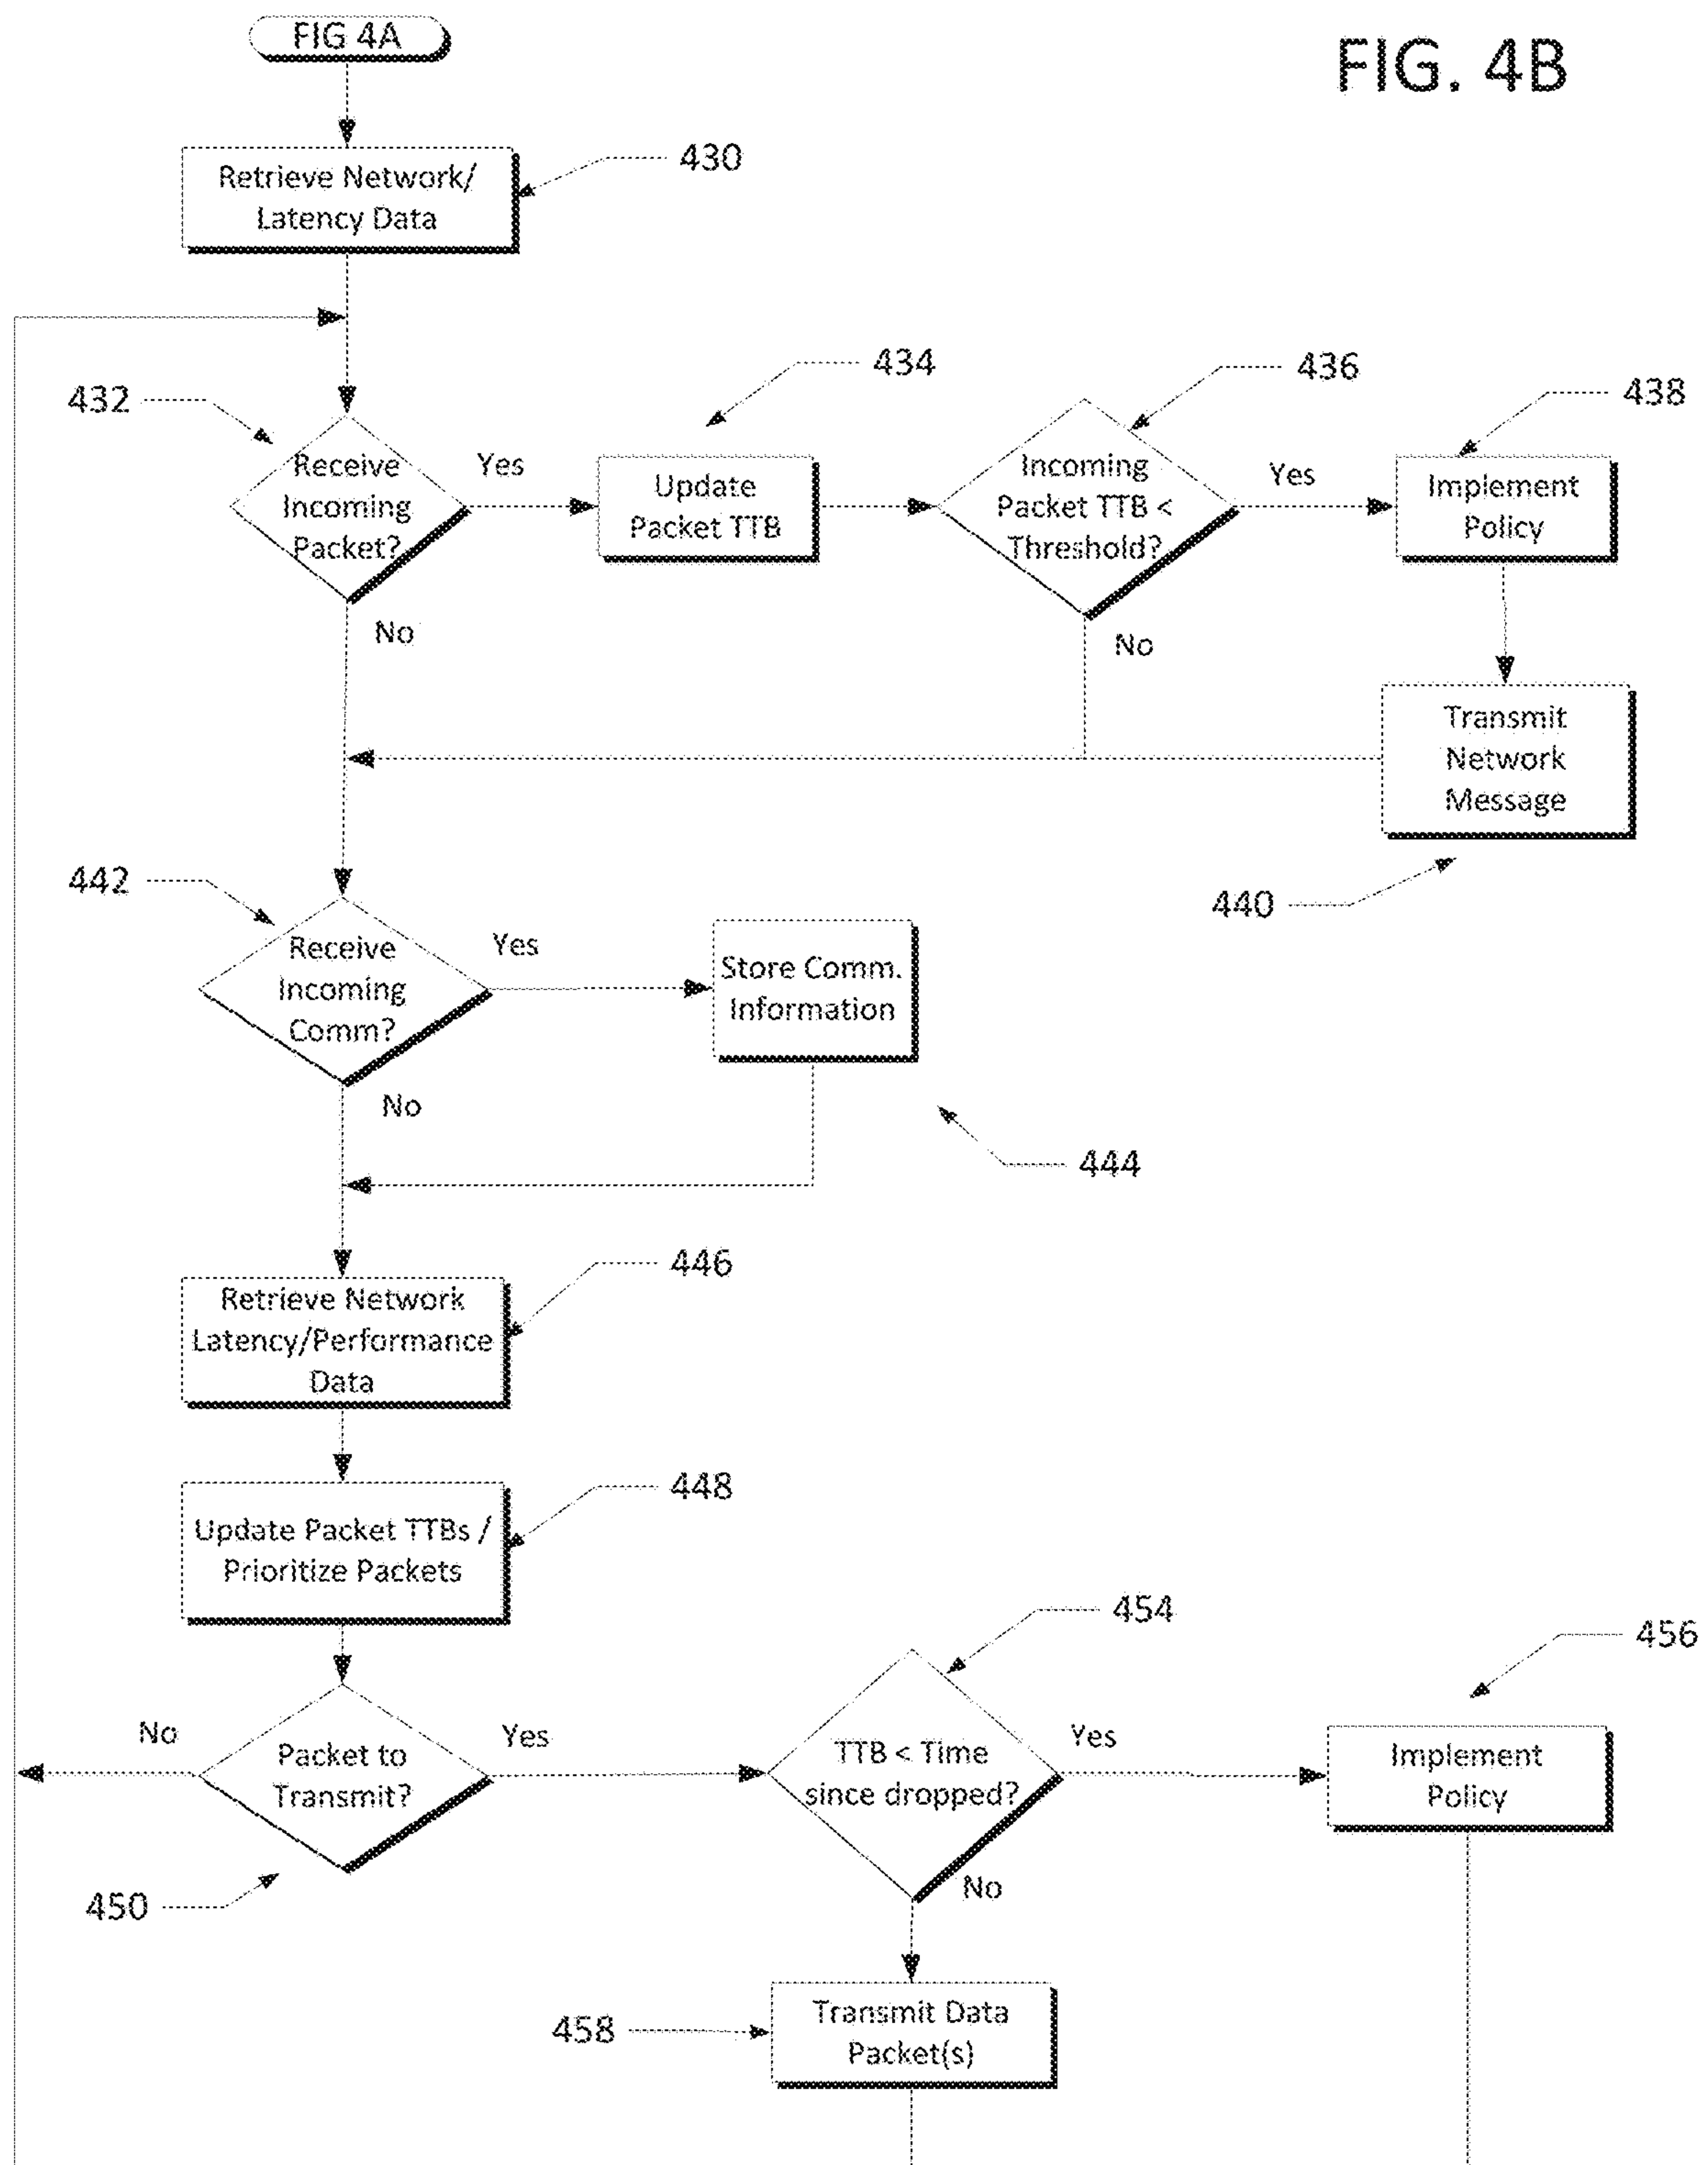 FIG 4A
FIG. 4B
Retrieve Network/
Latency Data
430
432
Receive
Incoming
Packet?
Yes
No
434
Update
Packet TTB
436
Incoming
Packet TTB <
Threshold?
Yes
No
438
Implement
Policy
Transmit
Network
Message
440
442
Receive
Incoming
Comm?
Yes
No
Store Comm.
Information
444
446
Retrieve Network
Latency/Performance
Data
448
Update Packet TTBs /
Prioritize Packets
No
Packet to
Transmit?
Yes
450
454
TTB < Time
since dropped?
Yes
No
456
Implement
Policy
458
Transmit Data
Packet(s)